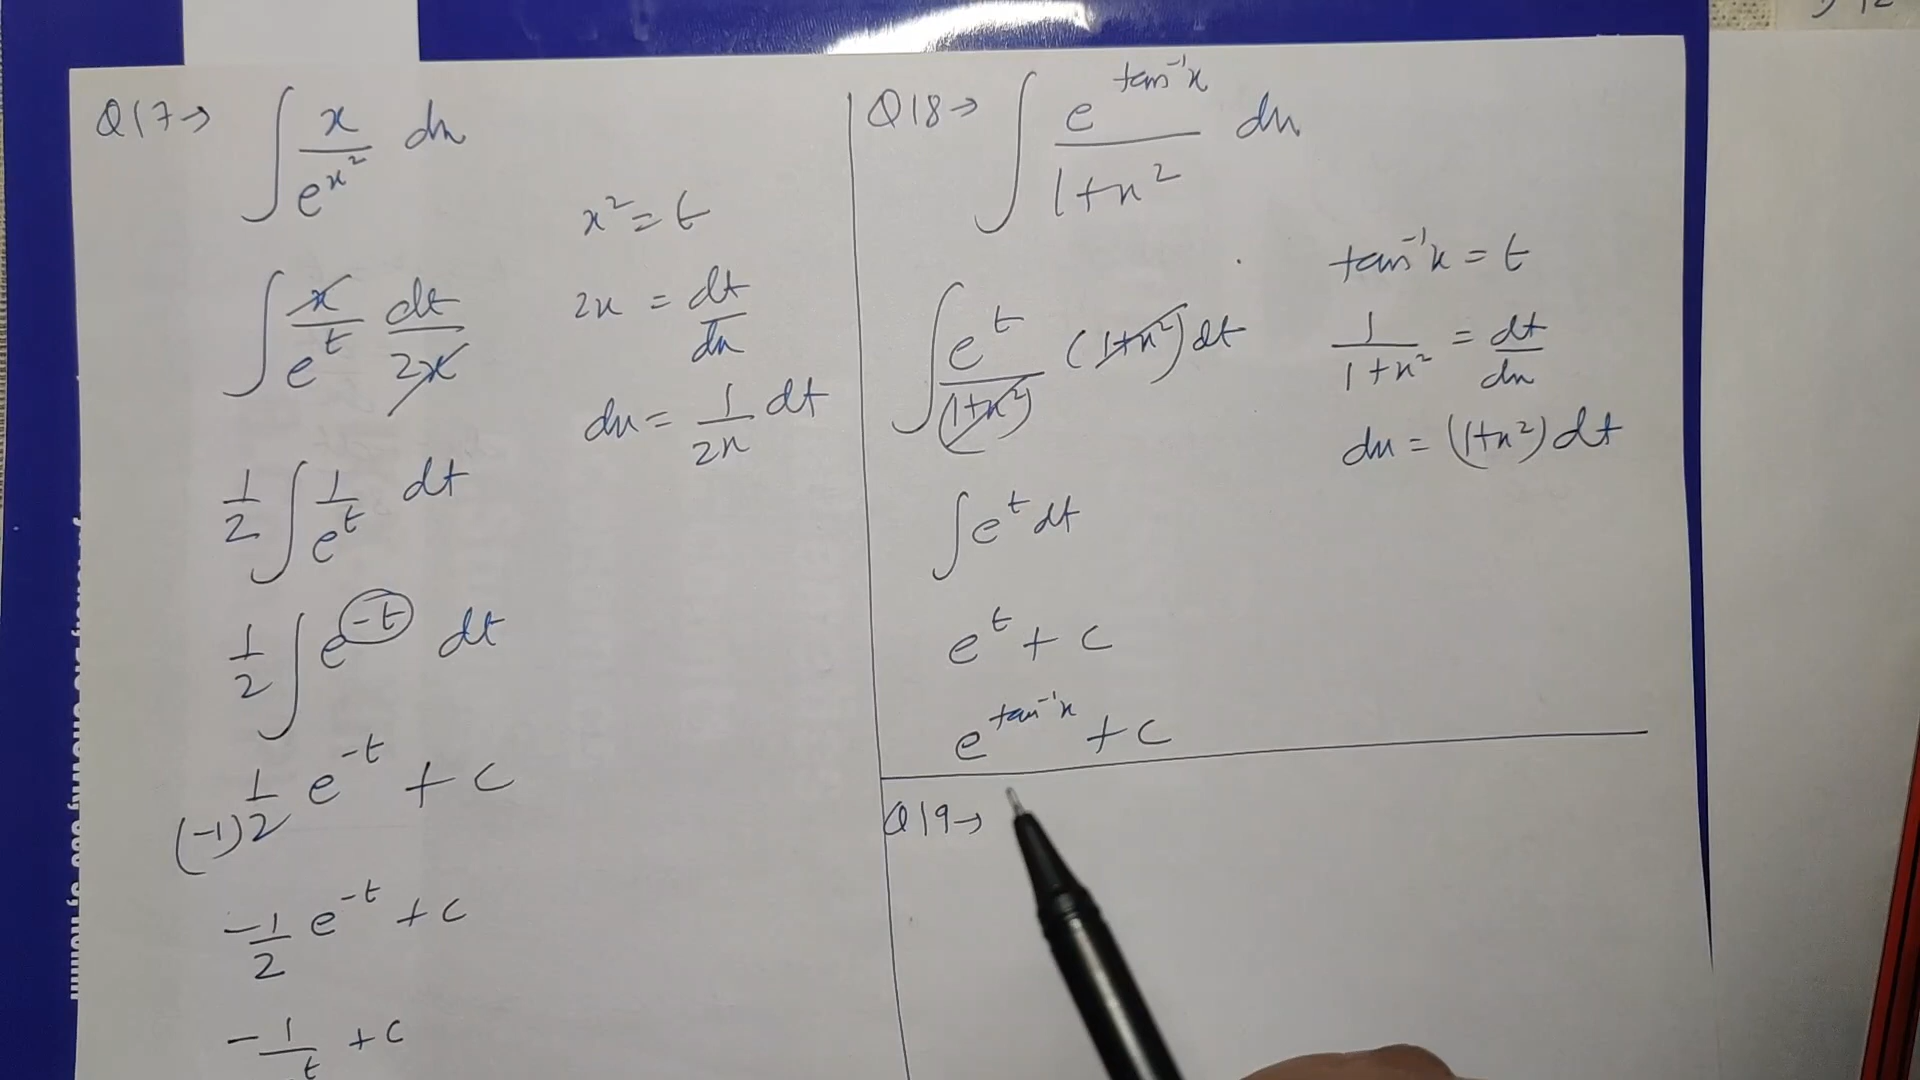 Q17→ ∫ x/e^(x²) dx
x² = t
∫ x/e^t dt/2x
2x = dt/dx
dx = 1/2x dt
1/2 ∫ 1/e^t dt
1/2 ∫ e^(-t) dt
1/(-1)2 e^(-t) + c
-1/2 e^(-t) + c
-1/ t + c
Q18→ ∫ e^(tan⁻¹x)/(1+x²) dx
tan⁻¹x = t
∫ e^t/(1+x²) (1+x²) dt
1/(1+x²) = dt/dx
dx = (1+x²) dt
∫ e^t dt
e^t + c
e^(tan⁻¹x) + c
Q19→